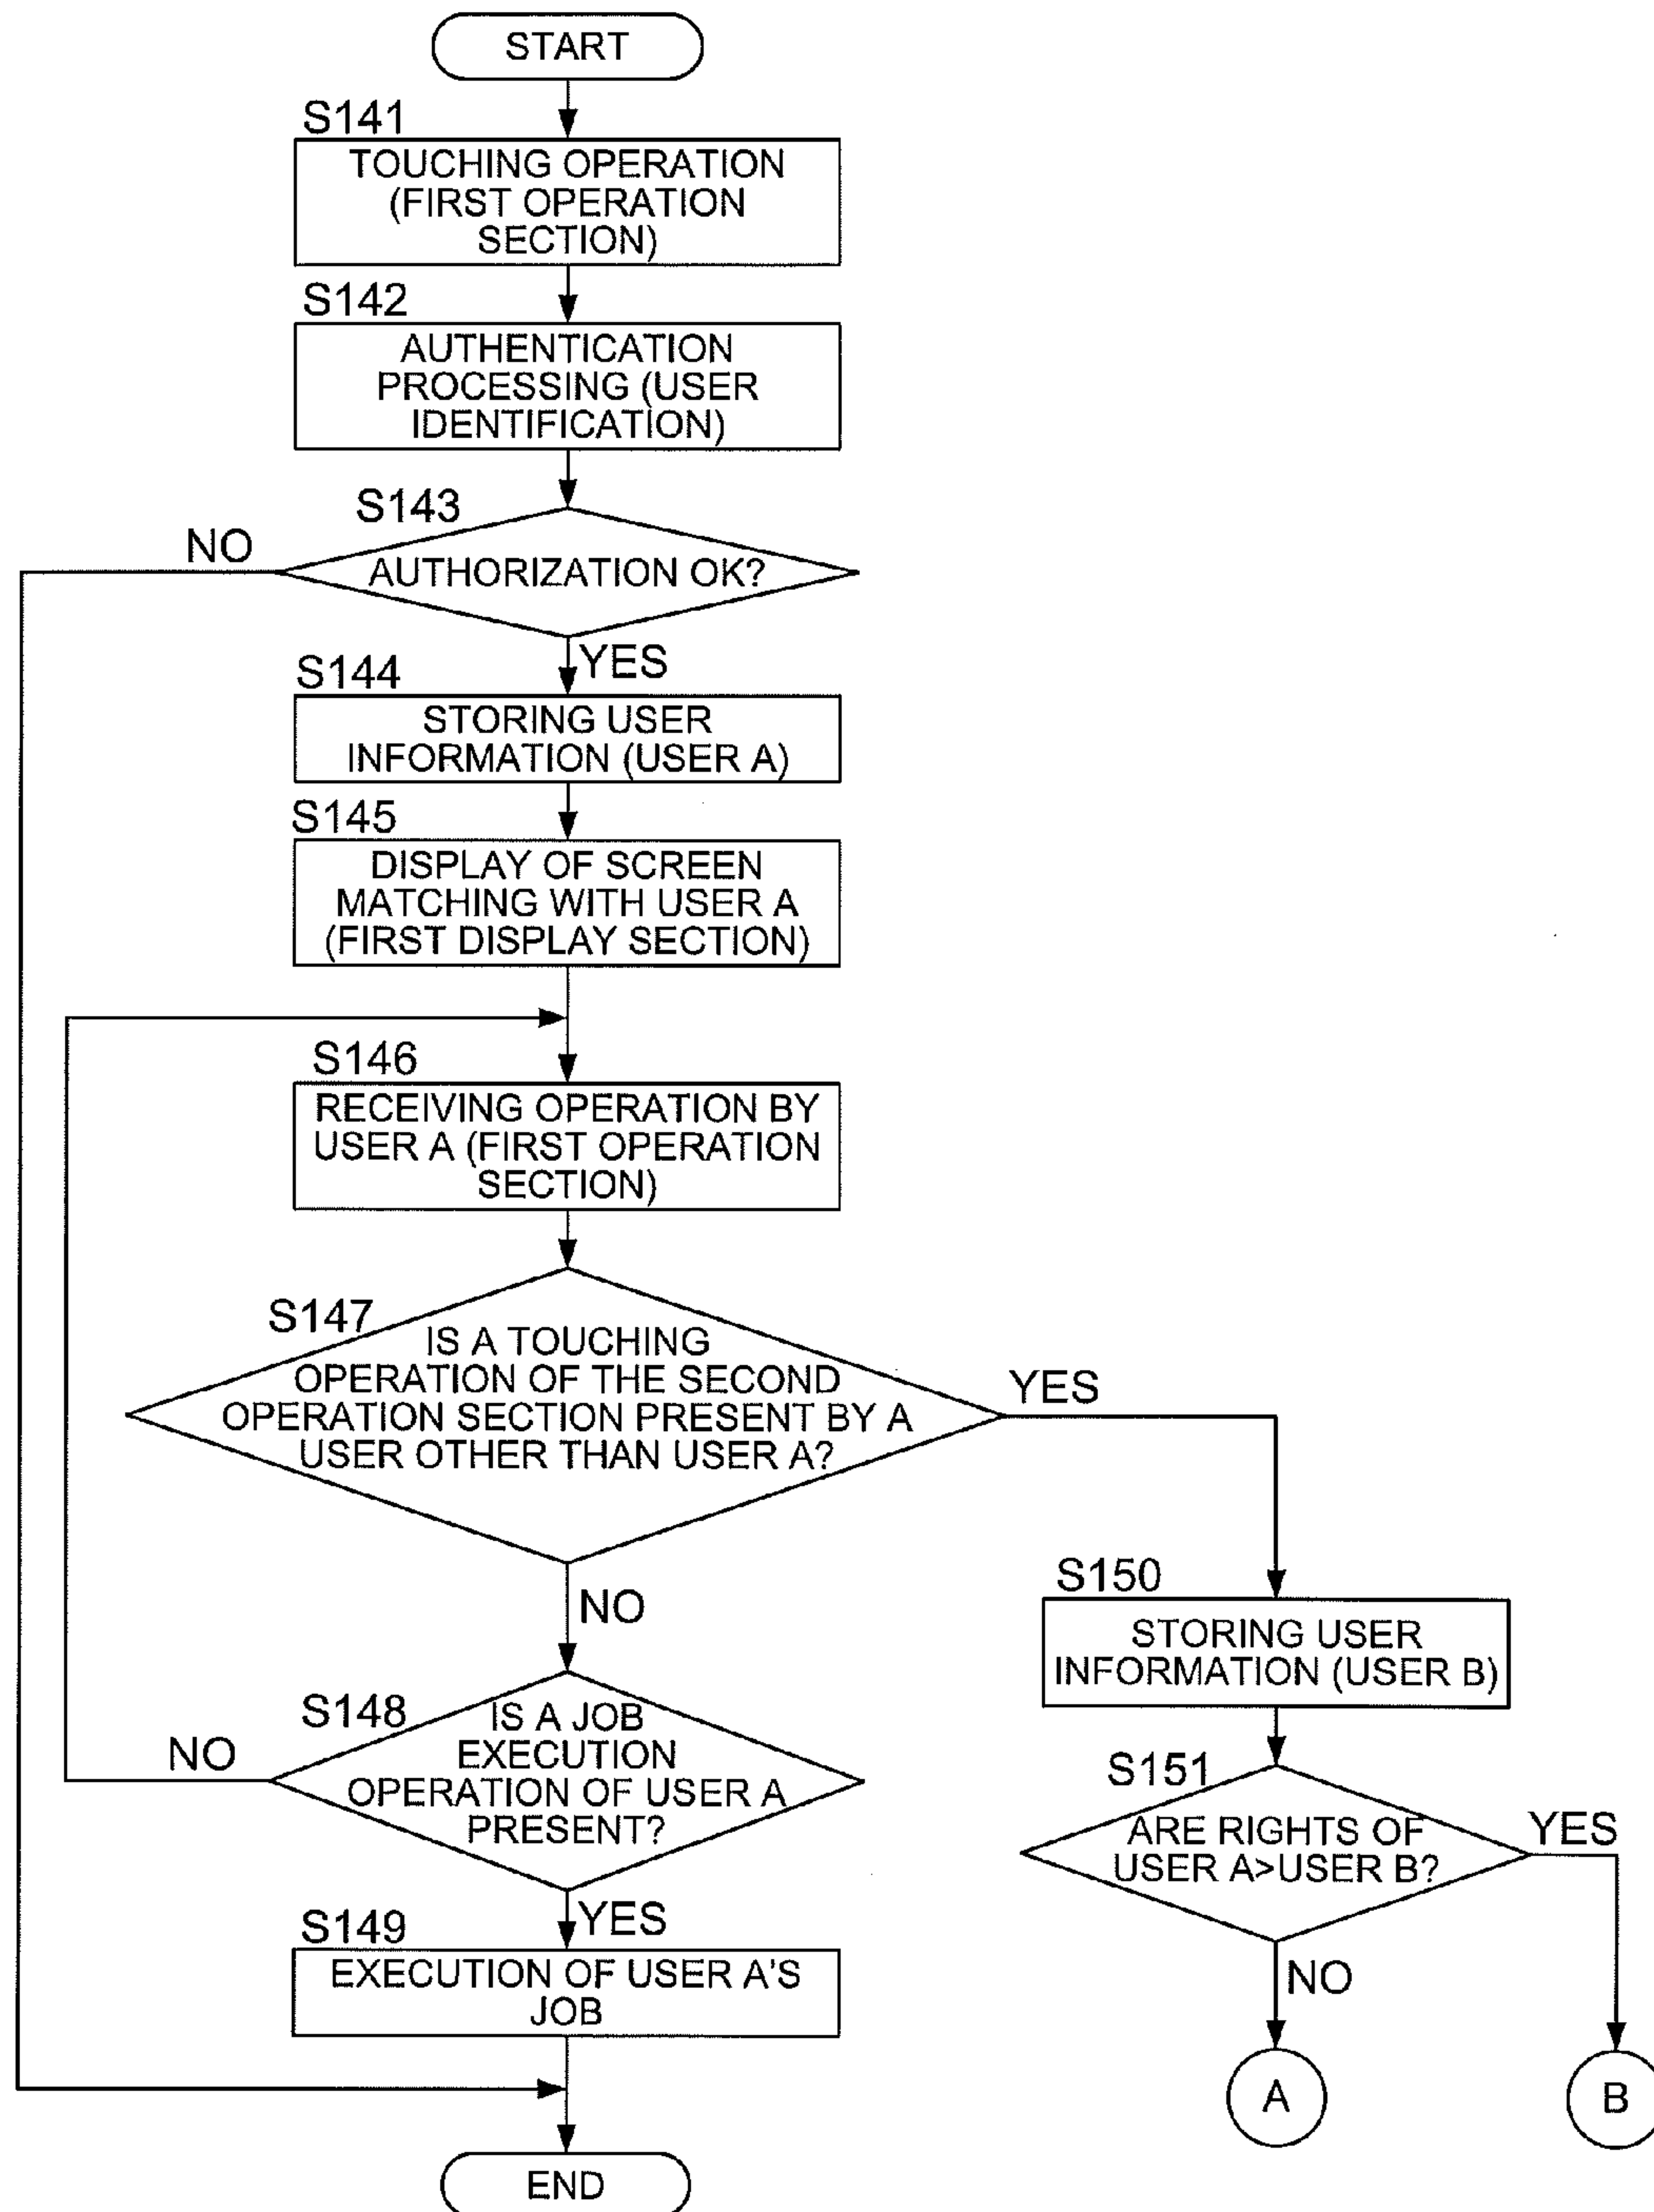 START
S141
TOUCHING OPERATION
(FIRST OPERATION
SECTION)
S142
AUTHENTICATION
PROCESSING (USER
IDENTIFICATION)
S143
NO
AUTHORIZATION OK?
YES
S144
STORING USER
INFORMATION (USER A)
S145
DISPLAY OF SCREEN
MATCHING WITH USER A
(FIRST DISPLAY SECTION)
S146
RECEIVING OPERATION BY
USER A (FIRST OPERATION
SECTION)
S147
IS A TOUCHING
OPERATION OF THE SECOND
OPERATION SECTION PRESENT BY A
USER OTHER THAN USER A?
YES
NO
S148
IS A JOB
EXECUTION
OPERATION OF USER A
PRESENT?
NO
YES
S149
EXECUTION OF USER A'S
JOB
END
S150
STORING USER
INFORMATION (USER B)
S151
ARE RIGHTS OF
USER A>USER B?
YES
NO
A
B